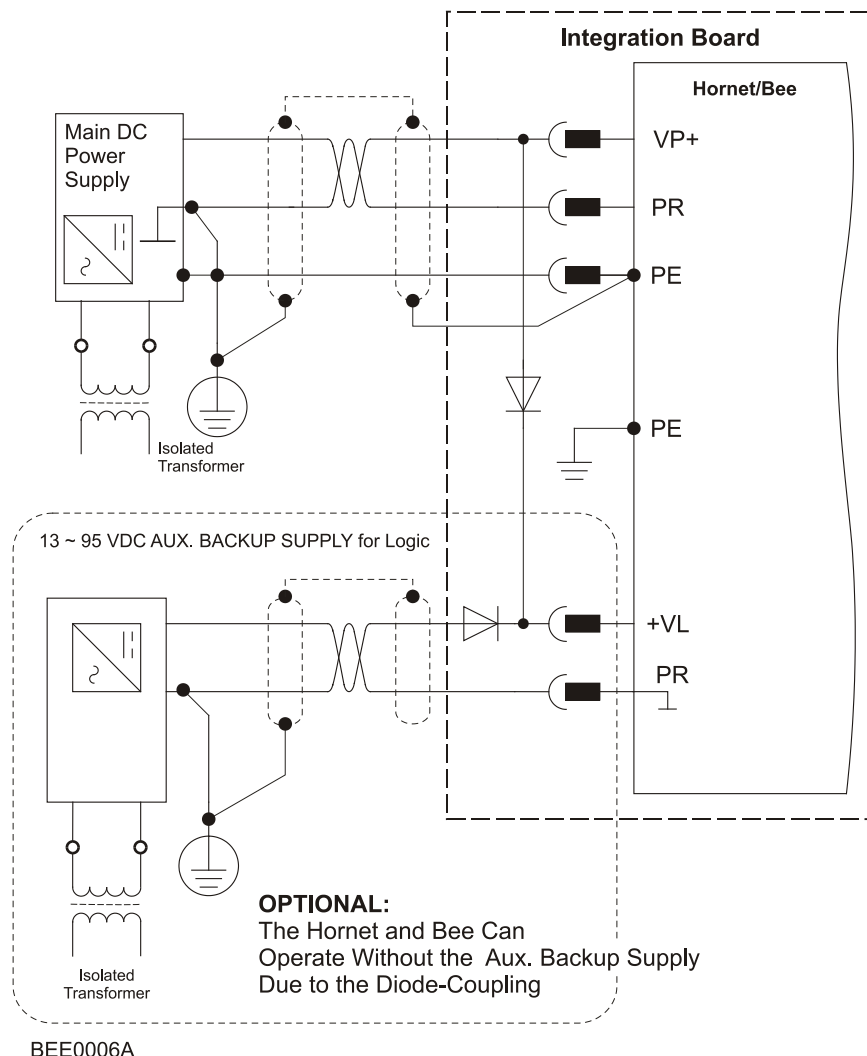 Integration Board
Hornet/Bee
Main DC
Power
Supply
VP+
PR
PE
Isolated
Transformer
PE
13 ~ 95 VDC AUX. BACKUP SUPPLY for Logic
+VL
PR
OPTIONAL:
The Hornet and Bee Can
Operate Without the Aux. Backup Supply
Due to the Diode-Coupling
Isolated
Transformer
BEE0006A